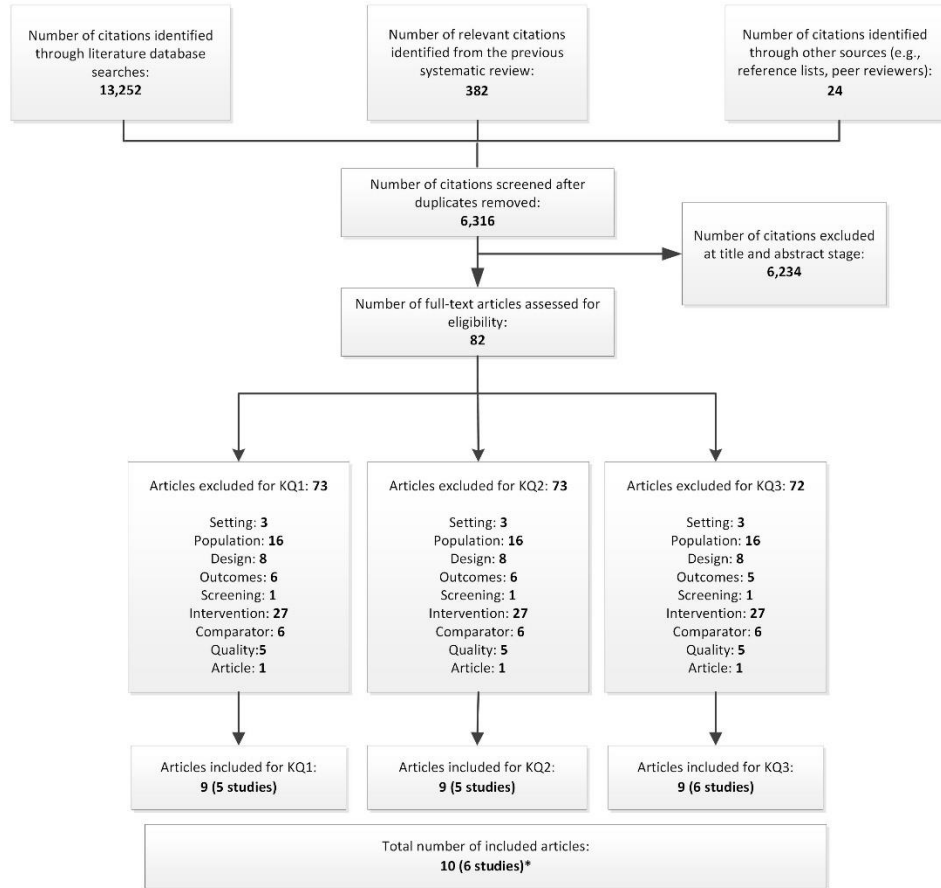 Number of citations identified
through literature database
searches:
13,252
Number of relevant citations
identified from the previous
systematic review:
382
Number of citations identified
through other sources (e.g.,
reference lists, peer reviewers):
24
Number of citations screened after
duplicates removed:
6,316
Number of citations excluded
at title and abstract stage:
6,234
Number of full-text articles assessed for
eligibility:
82
Articles excluded for KQ1: 73
Setting: 3
Population: 16
Design: 8
Outcomes: 6
Screening: 1
Intervention: 27
Comparator: 6
Quality:5
Article: 1
Articles excluded for KQ2: 73
Setting: 3
Population: 16
Design: 8
Outcomes: 6
Screening: 1
Intervention: 27
Comparator: 6
Quality: 5
Article: 1
Articles excluded for KQ3: 72
Setting: 3
Population: 16
Design: 8
Outcomes: 5
Screening: 1
Intervention: 27
Comparator: 6
Quality: 5
Article: 1
Articles included for KQ1:
9 (5 studies)
Articles included for KQ2:
9 (5 studies)
Articles included for KQ3:
9 (6 studies)
Total number of included articles:
10 (6 studies)*